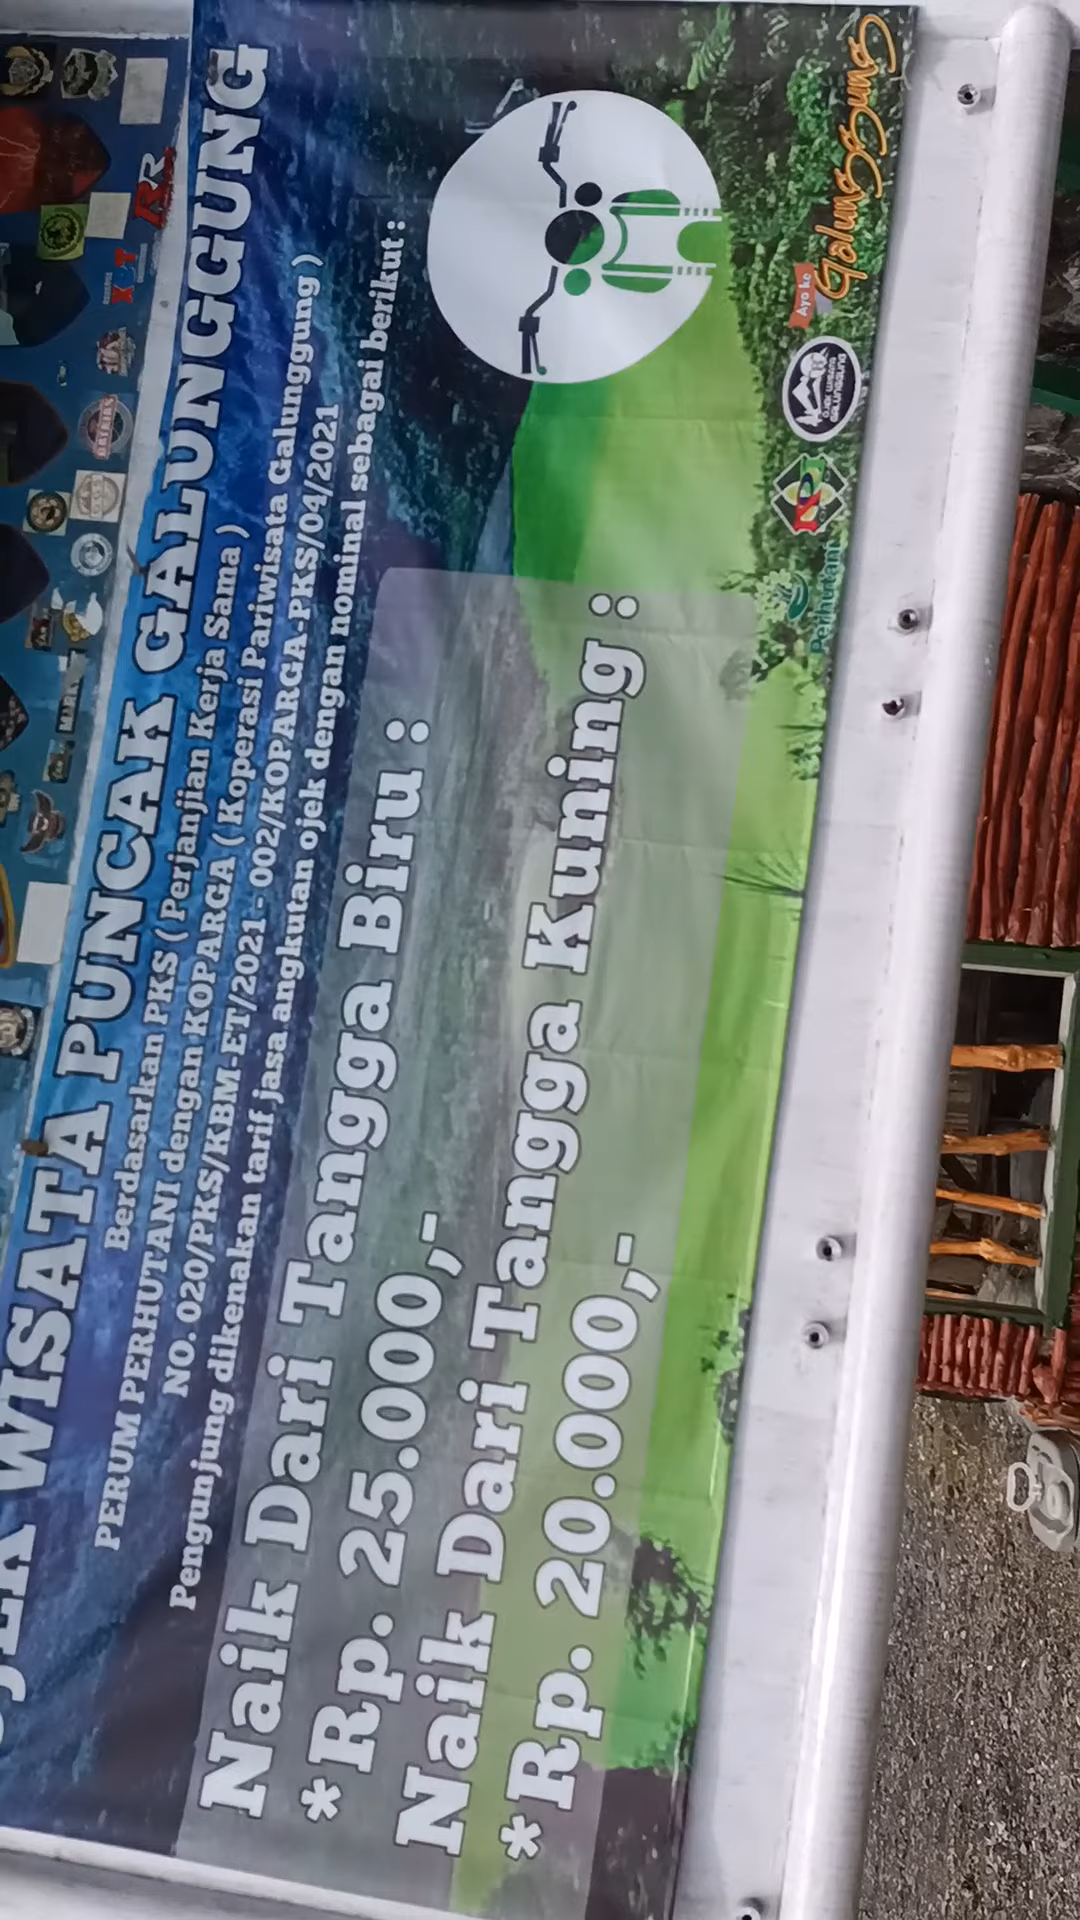 WISATA PUNCAK GALUNGGUNG
Berdasarkan PKS ( Perjanjian Kerja Sama )
PERUM PERHUTANI dengan KOPARGA ( Koperasi Pariwisata Galunggung )
NO. 020/PKS/KBM-ET/2021 - 002/KOPARGA-PKS/04/2021
Pengunjung dikenakan tarif jasa angkutan ojek dengan nominal sebagai berikut :
Naik Dari Tangga Biru :
*Rp. 25.000,-
Naik Dari Tangga Kuning :
*Rp. 20.000,-
Perhutani
Ayo ke
Galunggung